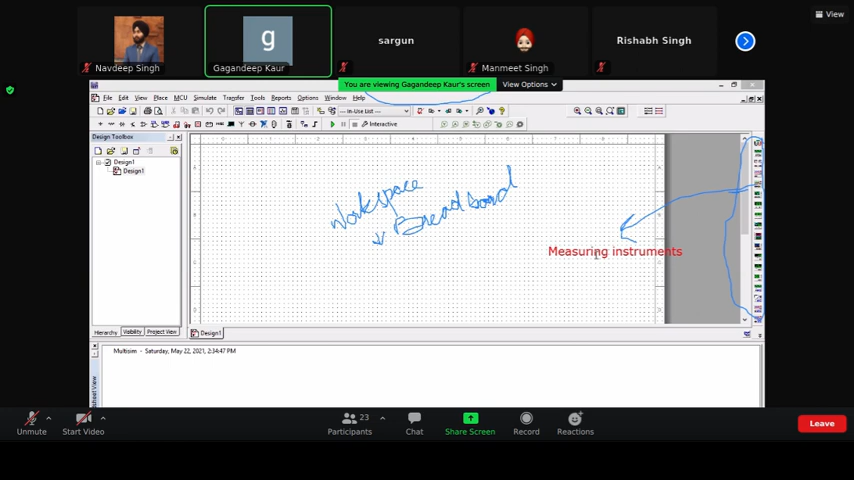 View
sargun
Rishabh Singh
Navdeep Singh
g
Gagandeep Kaur
Manmeet Singh
You are viewing Gagandeep Kaur's screen
View Options
File Edit View Place MCU Simulate Transfer Tools Reports Options Window Help
--- In-Use List ---
Interactive
Design Toolbox
Design1
Design1
Workspace
Breadboard
Measuring instruments
Hierarchy Visibility Project View
Design1
Multisim - Saturday, May 22, 2021, 2:34:47 PM
Unmute
Start Video
23
Participants
Chat
Share Screen
Record
Reactions
Leave